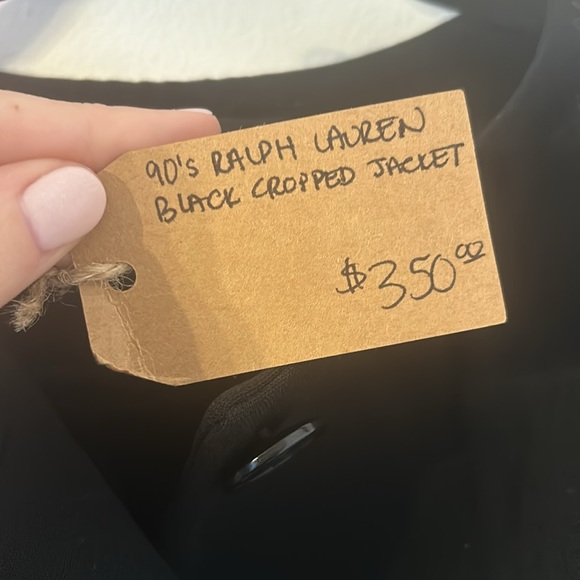 90's RALPH LAUREN
BLACK CROPPED JACKET
$350.00